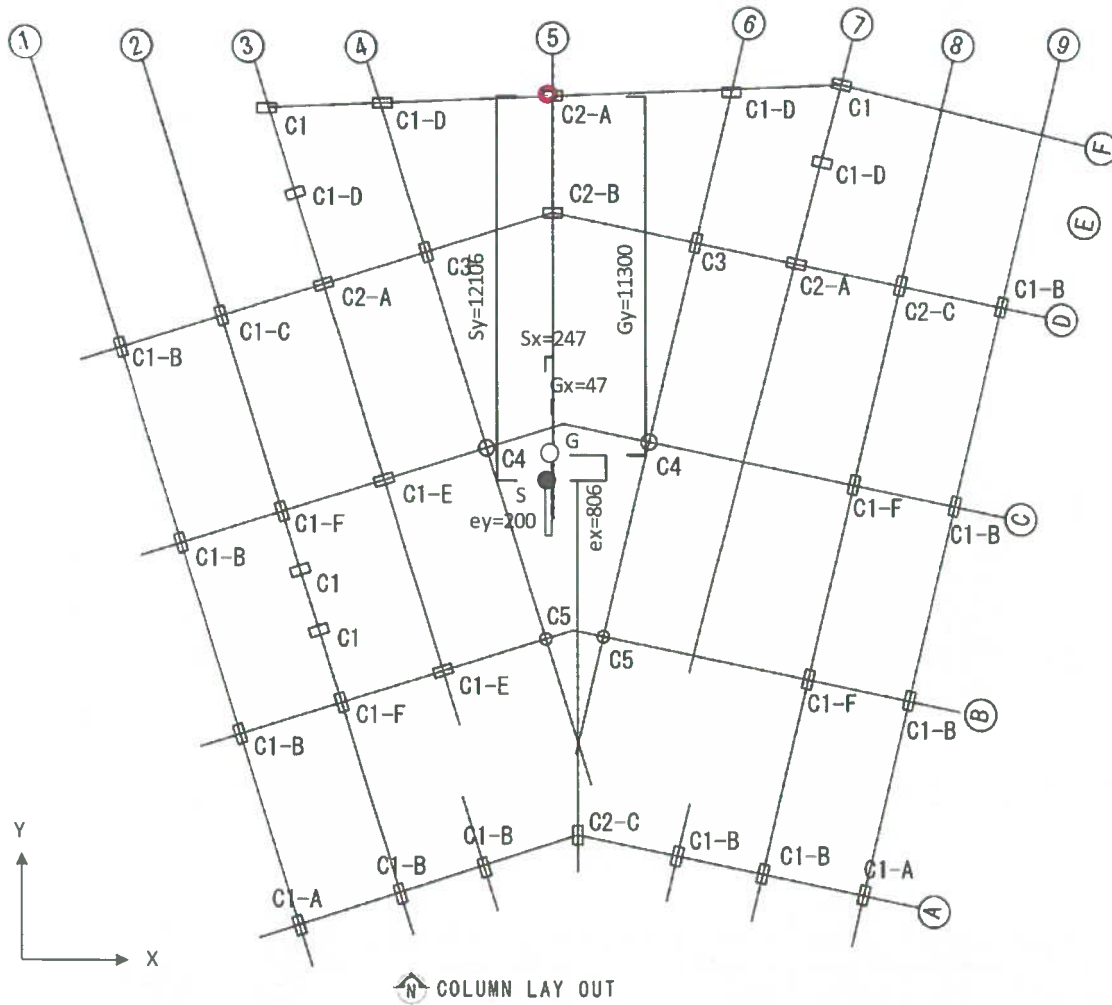 1
2
3
4
5
6
7
8
9
C1
C1-D
C2-A
C1-D
C1
F
C1-D
C1-D
C2-B
E
C3
Sy=12106
Gy=11300
C3
C2-A
C2-A
C2-C
C1-B
D
C1-C
C1-B
Sx=247
Gx=47
G
C4
C4
S
C1-E
C1-F
C1-F
C1-B
C
ey=200
ex=806
C1-B
C1
C1
C5
C5
C1-E
C1-F
C1-F
C1-B
B
C1-B
C2-C
C1-B
C1-B
C1-B
C1-B
C1-A
C1-A
A
Y
X
N COLUMN LAY OUT